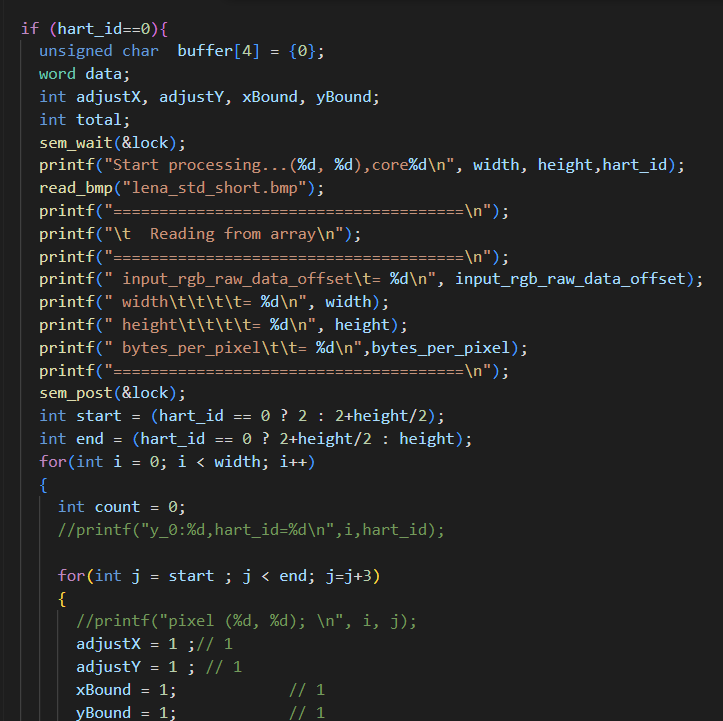 if (hart_id==0){
unsigned char  buffer[4] = {0};
word data;
int adjustX, adjustY, xBound, yBound;
int total;
sem_wait(&lock);
printf("Start processing...(%d, %d),core%d\n", width, height,hart_id);
read_bmp("lena_std_short.bmp");
printf("======================================\n");
printf("\t  Reading from array\n");
printf("======================================\n");
printf(" input_rgb_raw_data_offset\t= %d\n", input_rgb_raw_data_offset);
printf(" width\t\t\t\t= %d\n", width);
printf(" height\t\t\t\t= %d\n", height);
printf(" bytes_per_pixel\t\t= %d\n",bytes_per_pixel);
printf("======================================\n");
sem_post(&lock);
int start = (hart_id == 0 ? 2 : 2+height/2);
int end = (hart_id == 0 ? 2+height/2 : height);
for(int i = 0; i < width; i++)
{
int count = 0;
//printf("y_0:%d,hart_id=%d\n",i,hart_id);
for(int j = start ; j < end; j=j+3)
{
//printf("pixel (%d, %d); \n", i, j);
adjustX = 1 ;// 1
adjustY = 1 ; // 1
xBound = 1;            // 1
yBound = 1;            // 1